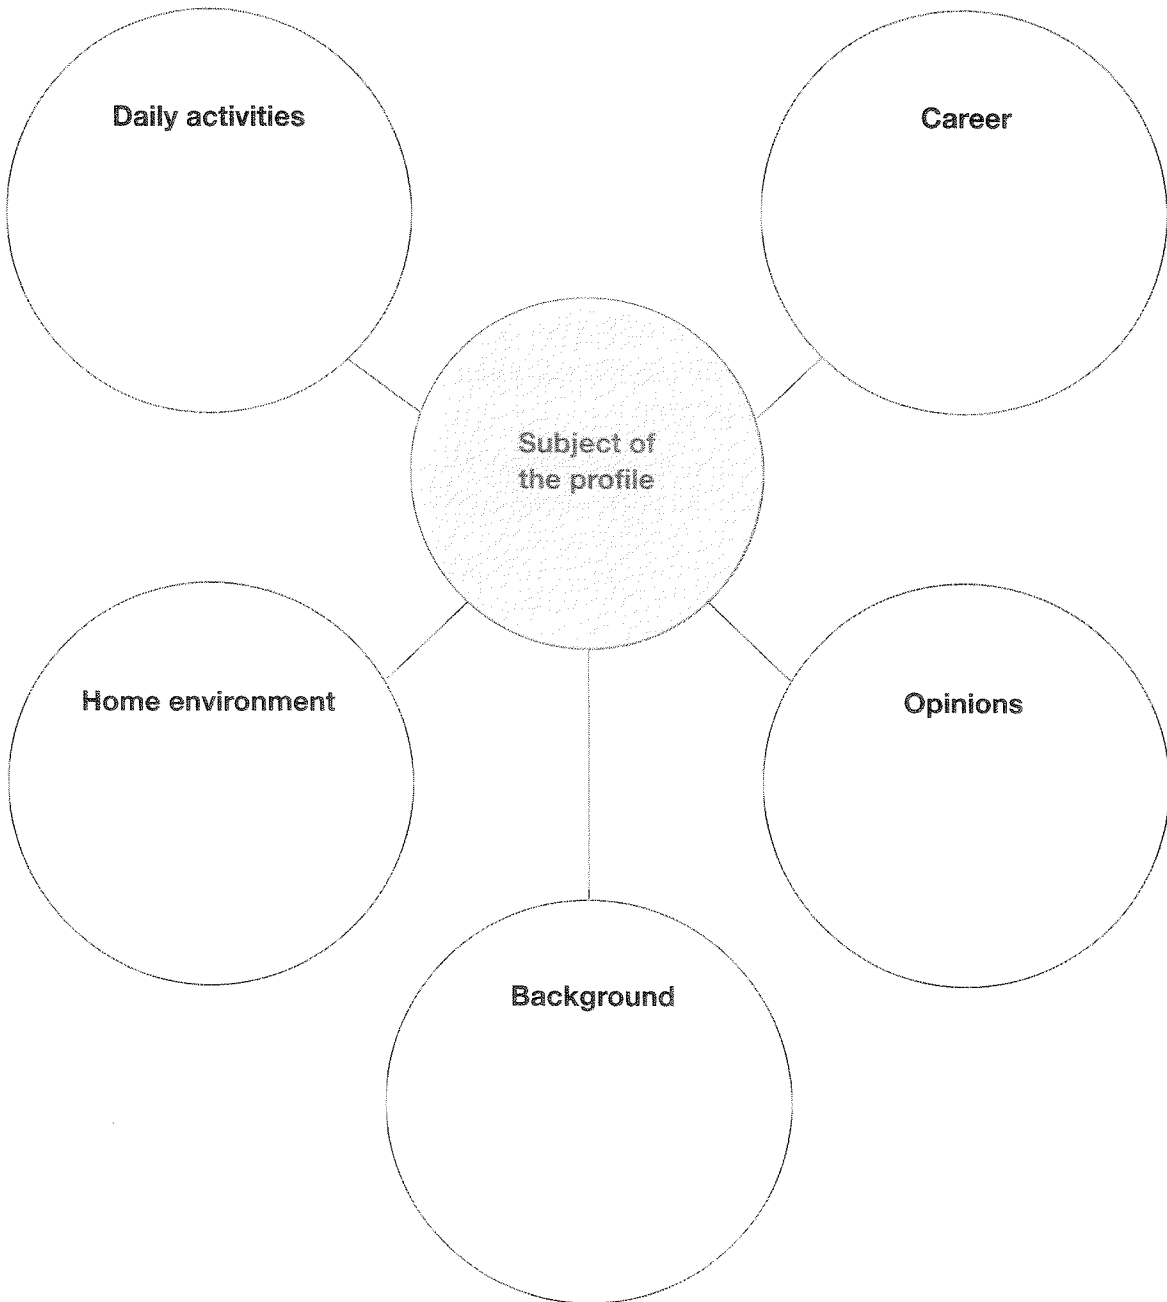 Daily activities
Career
Subject of
the profile
Home environment
Opinions
Background